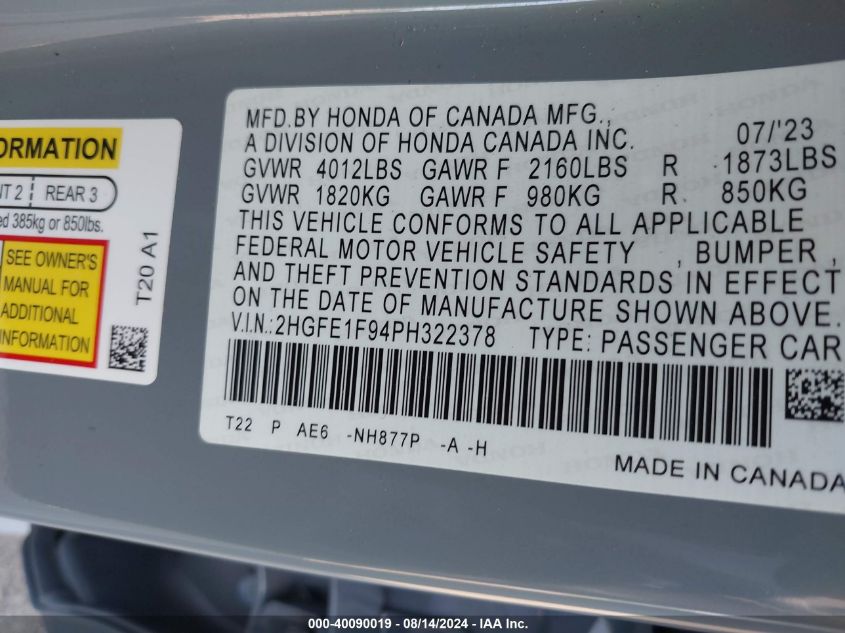 ORMATION
T 2 REAR 3
ed 385kg or 850lbs.
SEE OWNER'S
MANUAL FOR
ADDITIONAL
INFORMATION
T20 A1
MFD.BY HONDA OF CANADA MFG.,
A DIVISION OF HONDA CANADA INC. 07/'23
GVWR 4012LBS GAWR F 2160LBS R 1873LBS
GVWR 1820KG GAWR F 980KG R 850KG
THIS VEHICLE CONFORMS TO ALL APPLICABLE
FEDERAL MOTOR VEHICLE SAFETY , BUMPER ,
AND THEFT PREVENTION STANDARDS IN EFFECT
ON THE DATE OF MANUFACTURE SHOWN ABOVE.
V.I.N.:2HGFE1F94PH322378 TYPE: PASSENGER CAR
T22 P AE6 -NH877P -A -H
MADE IN CANADA
000-40090019 - 08/14/2024 - IAA Inc.